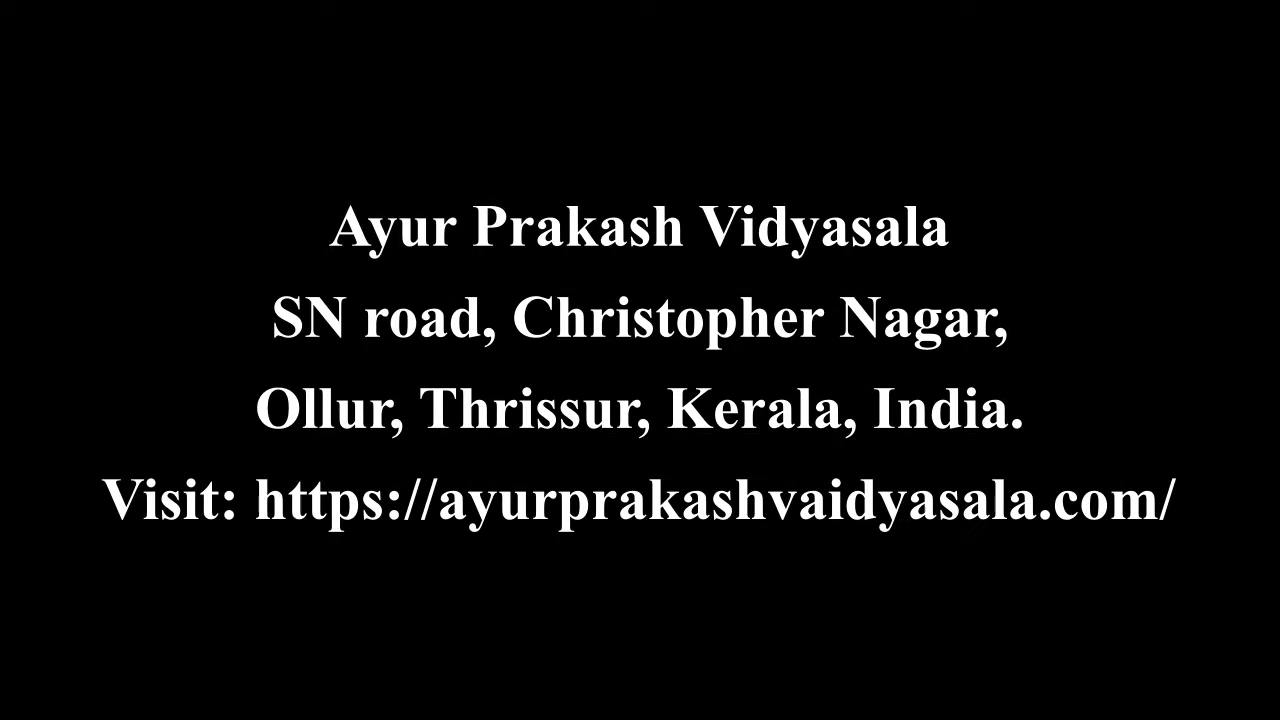 Ayur Prakash Vidyasala
SN road, Christopher Nagar,
Ollur, Thrissur, Kerala, India.
Visit: https://ayurprakashvaidyasala.com/